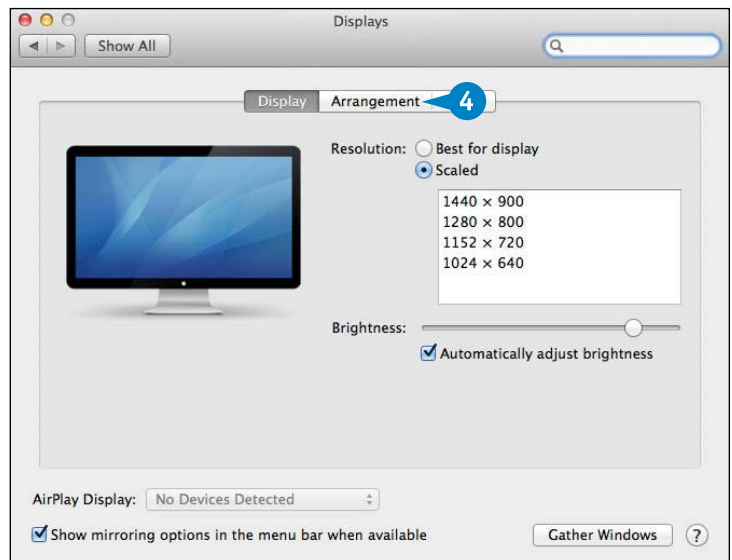 Displays
Show All
Display Arrangement 4
Resolution: Best for display
Scaled
1440 × 900
1280 × 800
1152 × 720
1024 × 640
Brightness:
Automatically adjust brightness
AirPlay Display: No Devices Detected
Show mirroring options in the menu bar when available Gather Windows ?